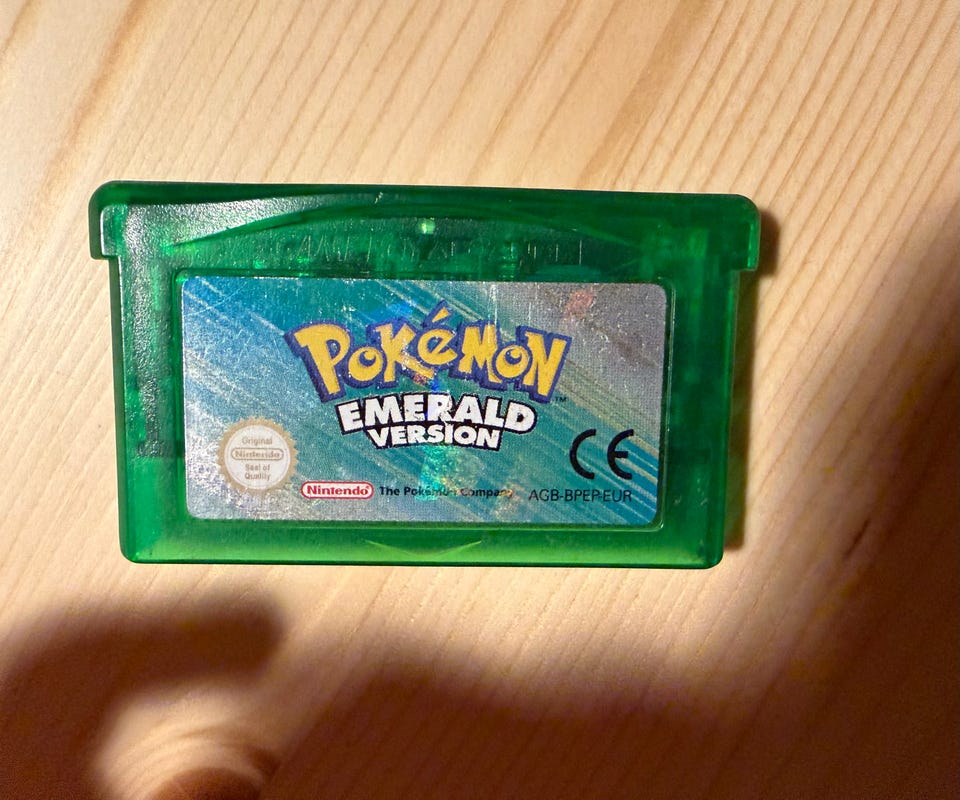 GAME BOY ADVANCE
POKéMON
™
EMERALD
VERSION
CE
Original
Nintendo
Seal of
Quality
Nintendo The Pokémon Company AGB-BPEP-EUR